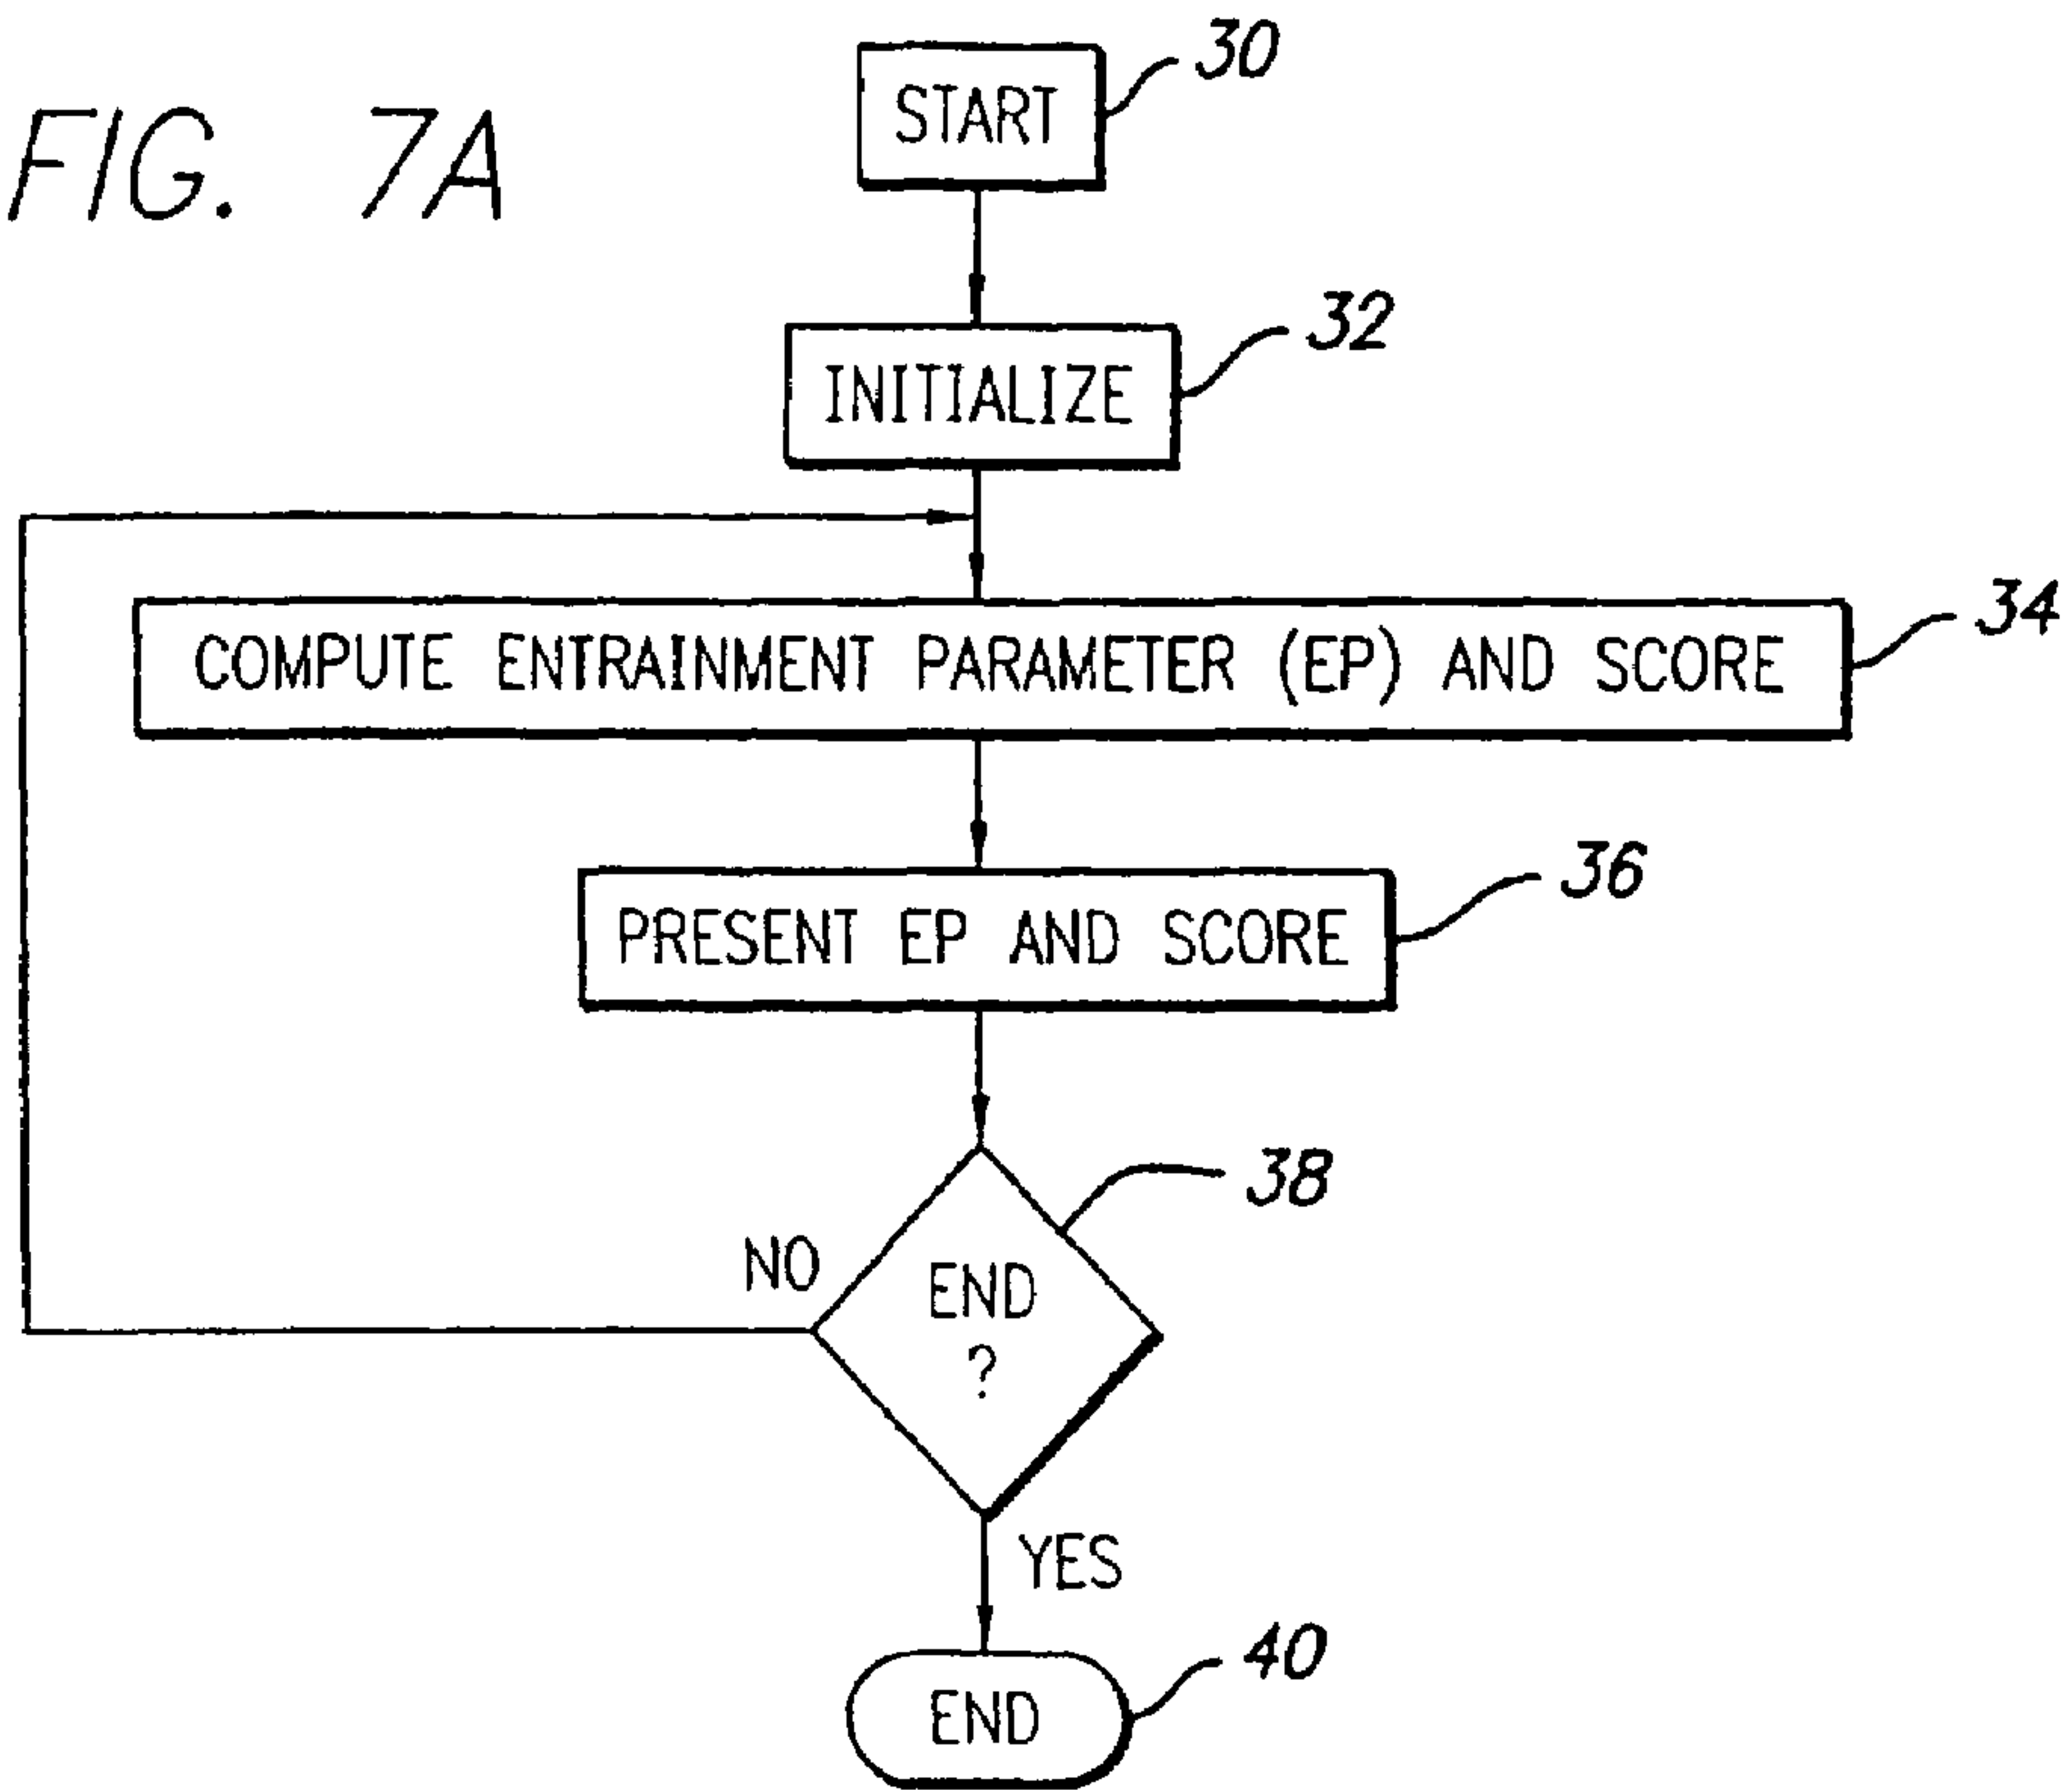 FIG. 7A
START
30
INITIALIZE
32
COMPUTE ENTRAINMENT PARAMETER (EP) AND SCORE
34
PRESENT EP AND SCORE
36
38
NO
END
?
YES
END
40